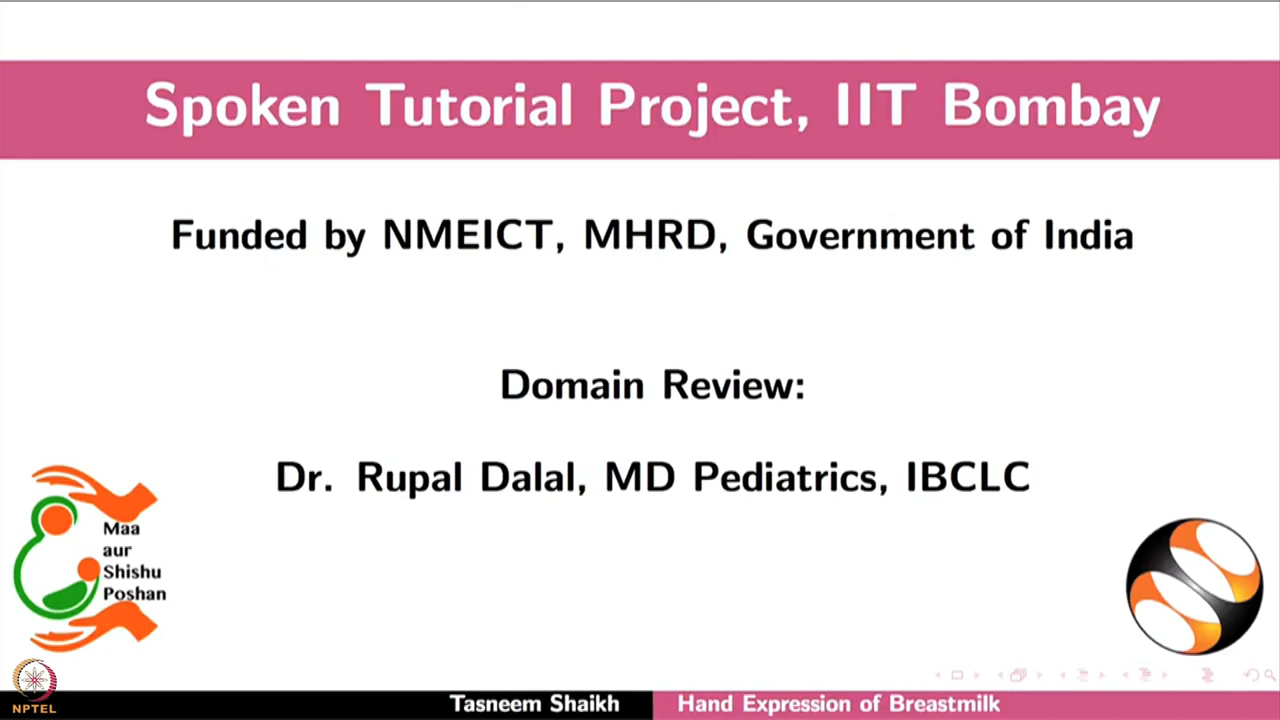 Spoken Tutorial Project, IIT Bombay
Funded by NMEICT, MHRD, Government of India
Domain Review:
Dr. Rupal Dalal, MD Pediatrics, IBCLC
Maa
aur
Shishu
Poshan
NPTEL
Tasneem Shaikh
Hand Expression of Breastmilk